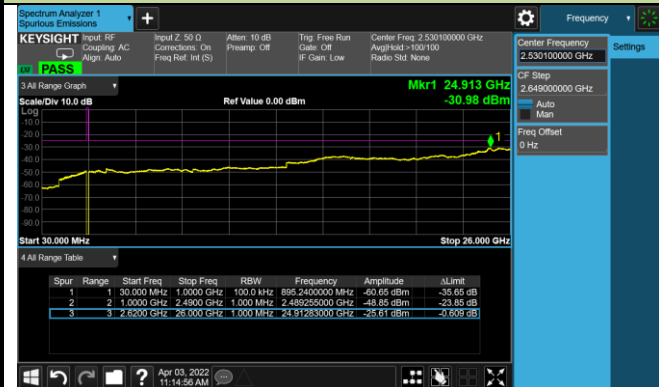 Spectrum Analyzer 1
Spurious Emissions
+
Frequency
KEYSIGHT Input: RF
Coupling: AC
Align: Auto
Input Z: 50 Ω
Corrections: On
Freq Ref: Int (S)
Atten: 10 dB
Preamp: Off
Trig: Free Run
Gate: Off
IF Gain: Low
Center Freq: 2.530100000 GHz
Avg|Hold:>100/100
Radio Std: None
PASS
Center Frequency
2.530100000 GHz
Settings
CF Step
2.649000000 GHz
Auto
Man
Freq Offset
0 Hz
3 All Range Graph
Mkr1 24.913 GHz
Scale/Div 10.0 dB
Ref Value 0.00 dBm
-30.98 dBm
Log
-10.0
-20.0
-30.0
-40.0
-50.0
-60.0
-70.0
-80.0
-90.0
1
Start 30.000 MHz
Stop 26.000 GHz
4 All Range Table
Spur Range Start Freq Stop Freq RBW Frequency Amplitude ΔLimit
1 1 30.000 MHz 1.0000 GHz 100.0 kHz 895.2400000 MHz -60.65 dBm -35.65 dB
2 2 1.0000 GHz 2.4900 GHz 1.000 MHz 2.489255000 GHz -48.85 dBm -23.85 dB
3 3 2.6200 GHz 26.000 GHz 1.000 MHz 24.91283000 GHz -25.61 dBm -0.609 dB
?
Apr 03, 2022
11:14:56 AM